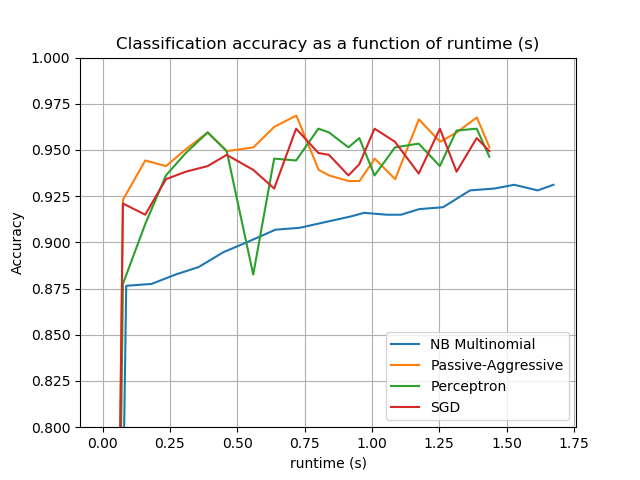 Classification accuracy as a function of runtime (s)
1.000
0.975
0.950
0.925
0.900
0.875
0.850
0.825
0.800
Accuracy
NB Multinomial
Passive-Aggressive
Perceptron
SGD
0.00 0.25 0.50 0.75 1.00 1.25 1.50 1.75
runtime (s)